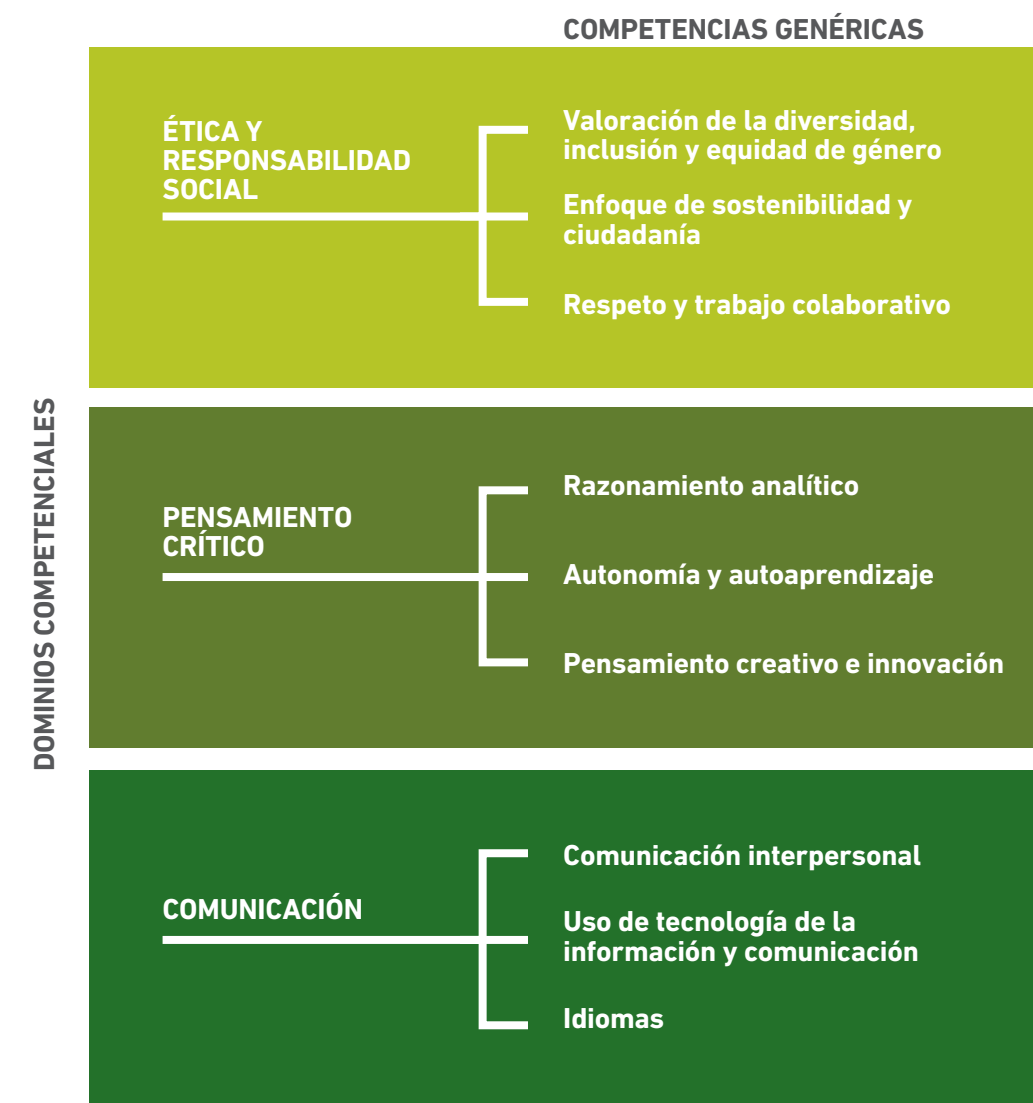 COMPETENCIAS GENÉRICAS
DOMINIOS COMPETENCIALES
ÉTICA Y
RESPONSABILIDAD
SOCIAL
Valoración de la diversidad,
inclusión y equidad de género
Enfoque de sostenibilidad y
ciudadanía
Respeto y trabajo colaborativo
PENSAMIENTO
CRÍTICO
Razonamiento analítico
Autonomía y autoaprendizaje
Pensamiento creativo e innovación
COMUNICACIÓN
Comunicación interpersonal
Uso de tecnología de la
información y comunicación
Idiomas